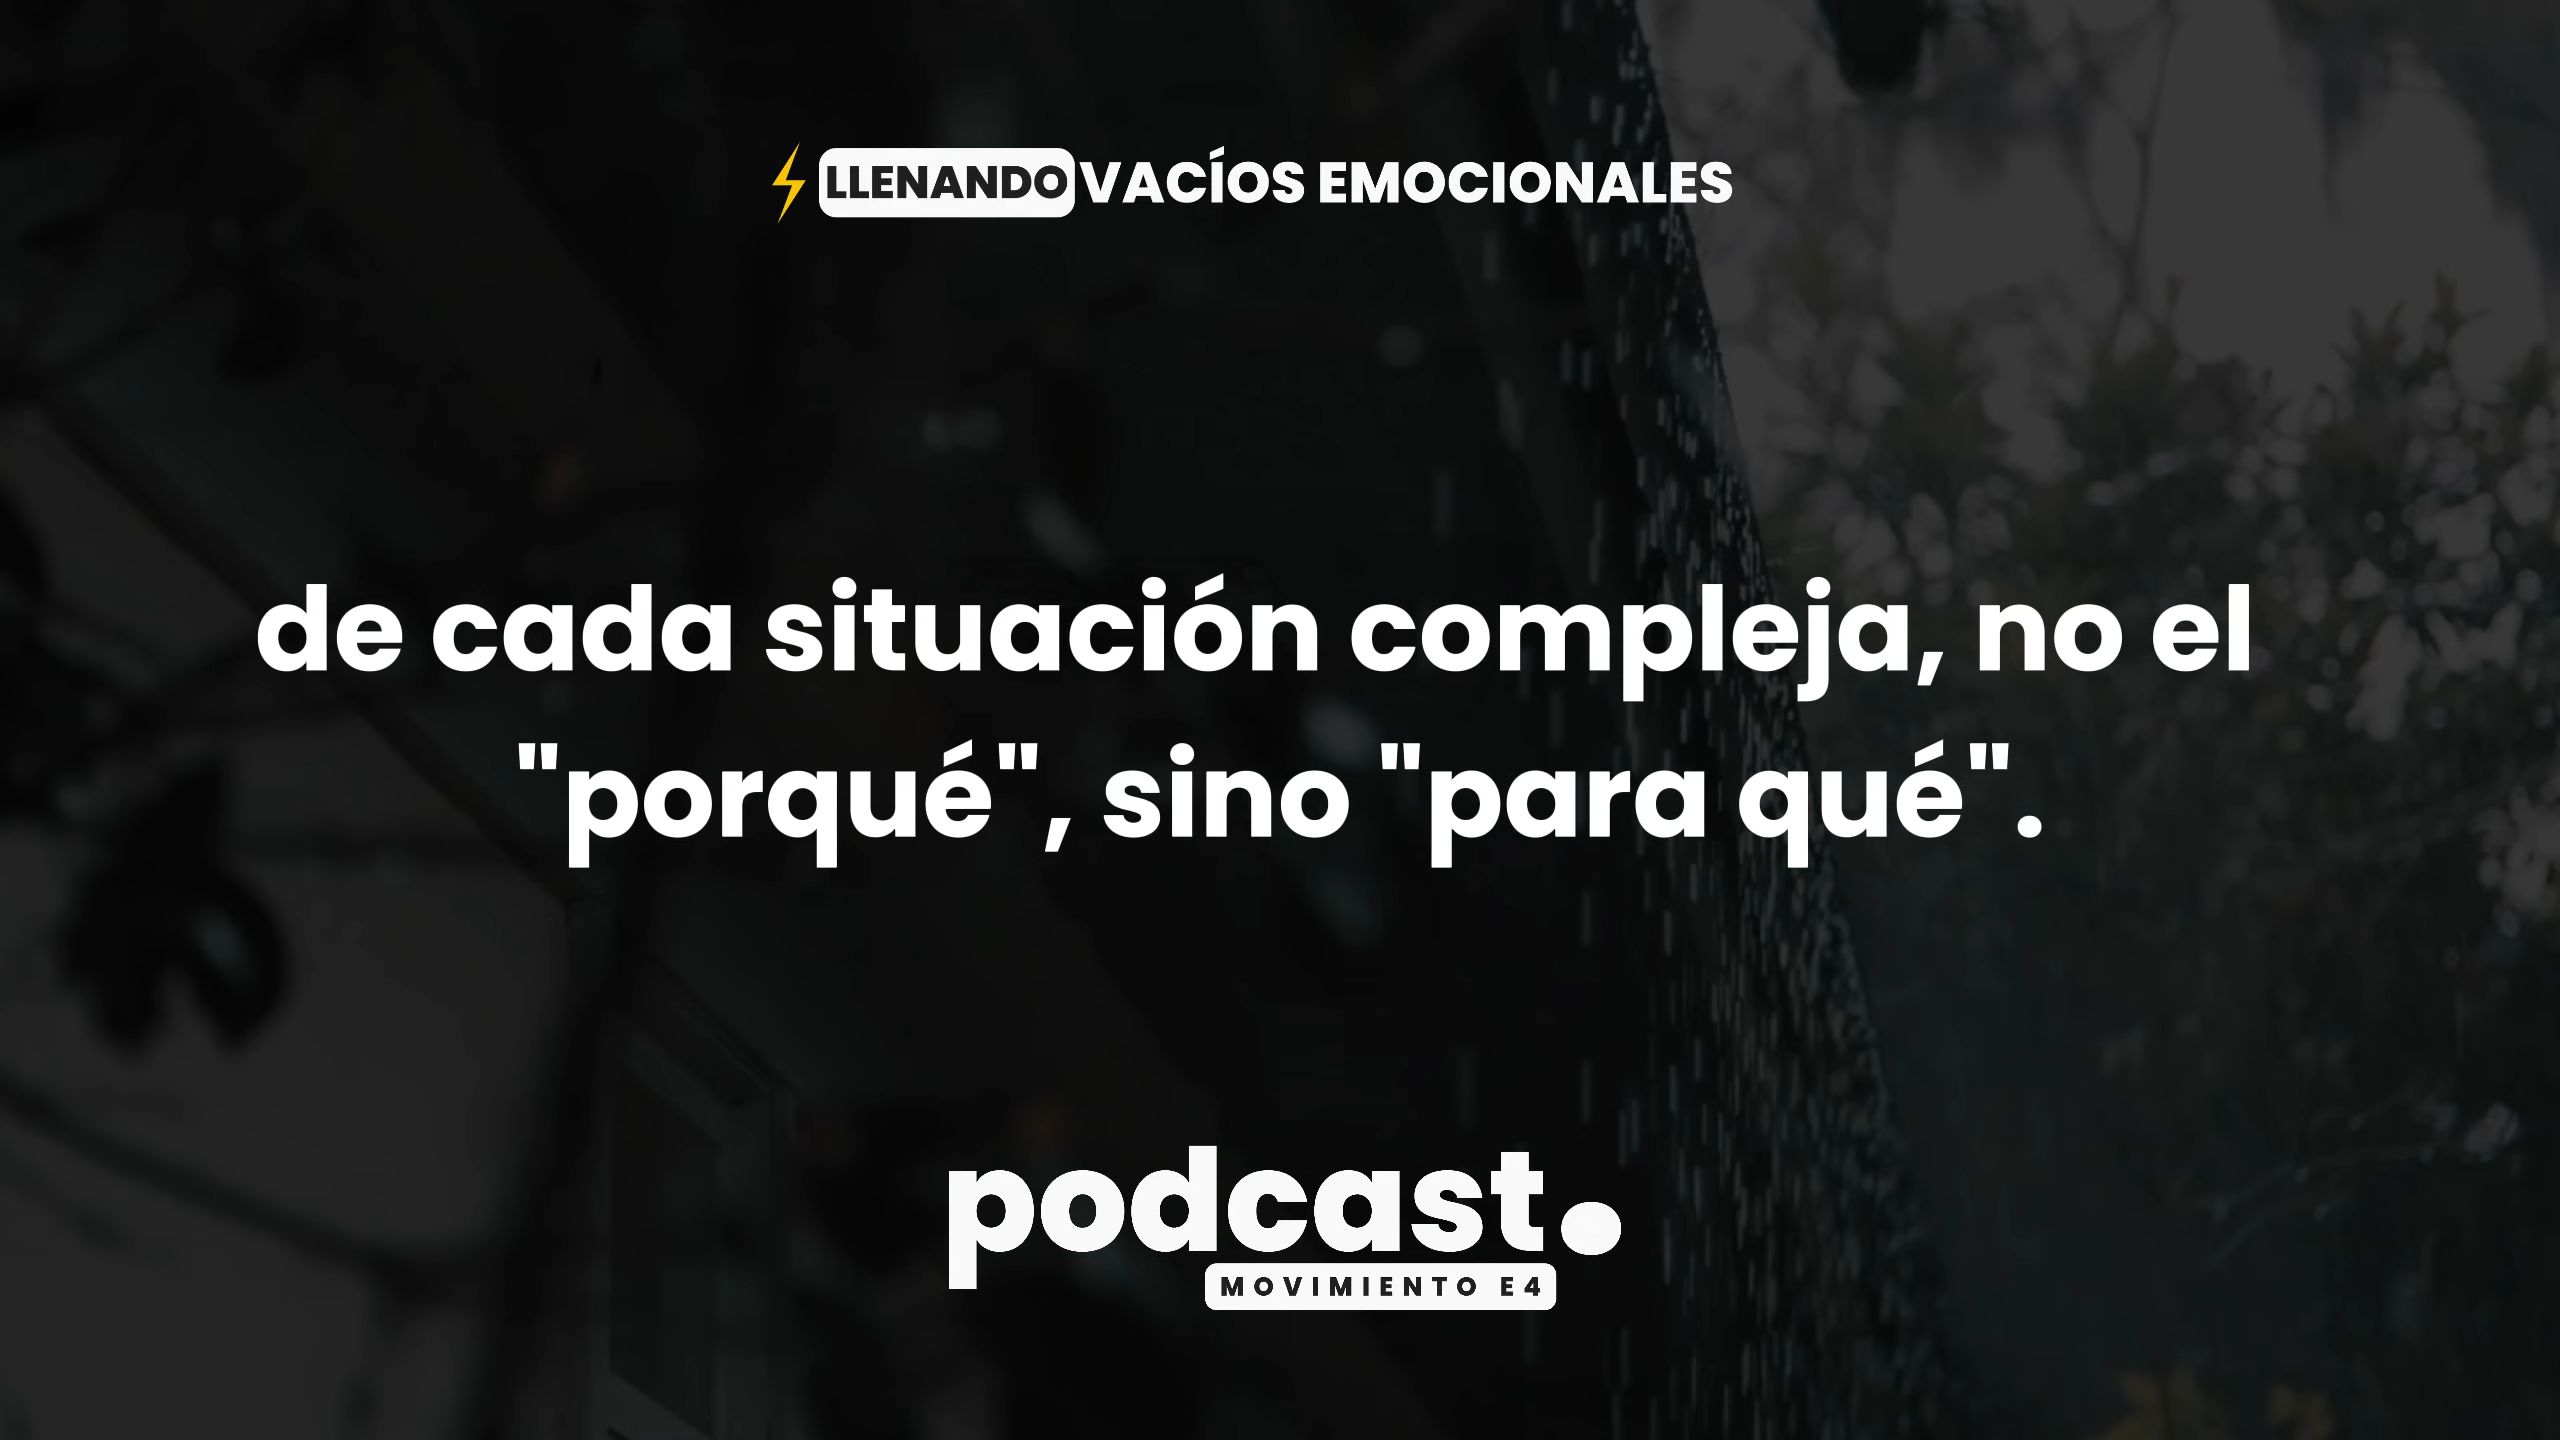 LLENANDO VACÍOS EMOCIONALES
de cada situación compleja, no el
"porqué", sino "para qué".
podcast.
MOVIMIENTO E4